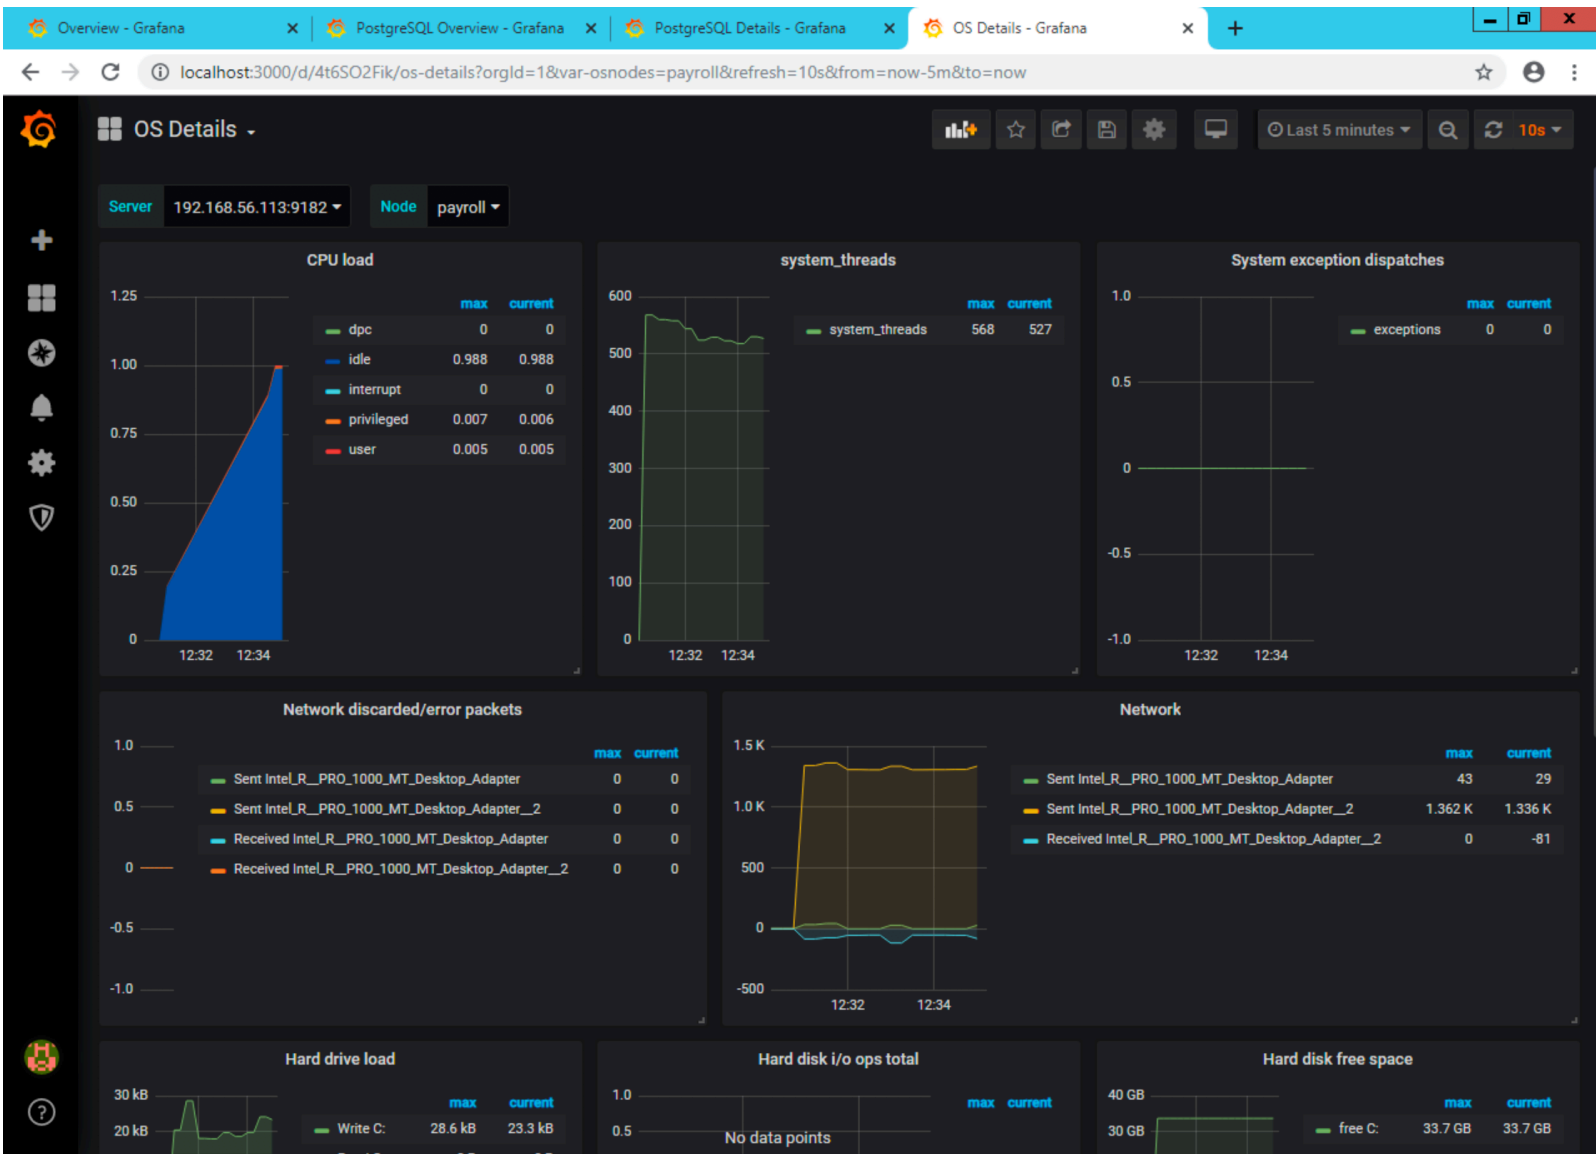 Overview - Grafana
PostgreSQL Overview - Grafana
PostgreSQL Details - Grafana
OS Details - Grafana
localhost:3000/d/4t6SO2Fik/os-details?orgId=1&var-osnodes=payroll&refresh=10s&from=now-5m&to=now
OS Details
Last 5 minutes
10s
Server 192.168.56.113:9182 Node payroll
CPU load
1.25
1.00
0.75
0.50
0.25
0
12:32 12:34
max current
dpc 0 0
idle 0.988 0.988
interrupt 0 0
privileged 0.007 0.006
user 0.005 0.005
system_threads
600
500
400
300
200
100
0
12:32 12:34
max current
system_threads 568 527
System exception dispatches
1.0
0.5
0
-0.5
-1.0
12:32 12:34
max current
exceptions 0 0
Network discarded/error packets
1.0
0.5
0
-0.5
-1.0
max current
Sent Intel_R__PRO_1000_MT_Desktop_Adapter 0 0
Sent Intel_R__PRO_1000_MT_Desktop_Adapter__2 0 0
Received Intel_R__PRO_1000_MT_Desktop_Adapter 0 0
Received Intel_R__PRO_1000_MT_Desktop_Adapter__2 0 0
Network
1.5 K
1.0 K
500
0
-500
12:32 12:34
max current
Sent Intel_R__PRO_1000_MT_Desktop_Adapter 43 29
Sent Intel_R__PRO_1000_MT_Desktop_Adapter__2 1.362 K 1.336 K
Received Intel_R__PRO_1000_MT_Desktop_Adapter__2 0 -81
Hard drive load
30 kB
20 kB
max current
Write C: 28.6 kB 23.3 kB
Hard disk i/o ops total
1.0
0.5
max current
No data points
Hard disk free space
40 GB
30 GB
max current
free C: 33.7 GB 33.7 GB